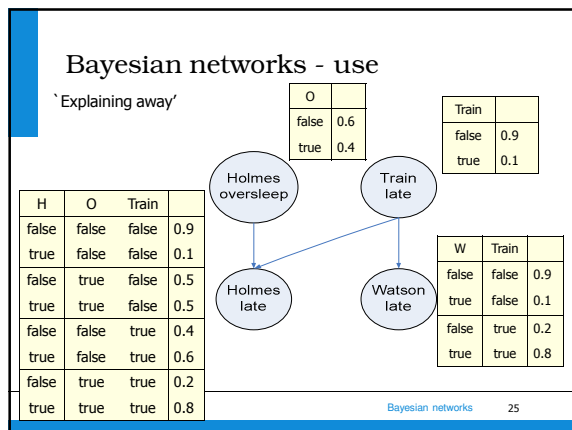 Bayesian networks - use
`Explaining away'
O
false 0.6
true 0.4
Train
false 0.9
true 0.1
Holmes
oversleep
Train
late
H O Train
false false false 0.9
true false false 0.1
false true false 0.5
true true false 0.5
false false true 0.4
true false true 0.6
false true true 0.2
true true true 0.8
Holmes
late
Watson
late
W Train
false false 0.9
true false 0.1
false true 0.2
true true 0.8
Bayesian networks 25